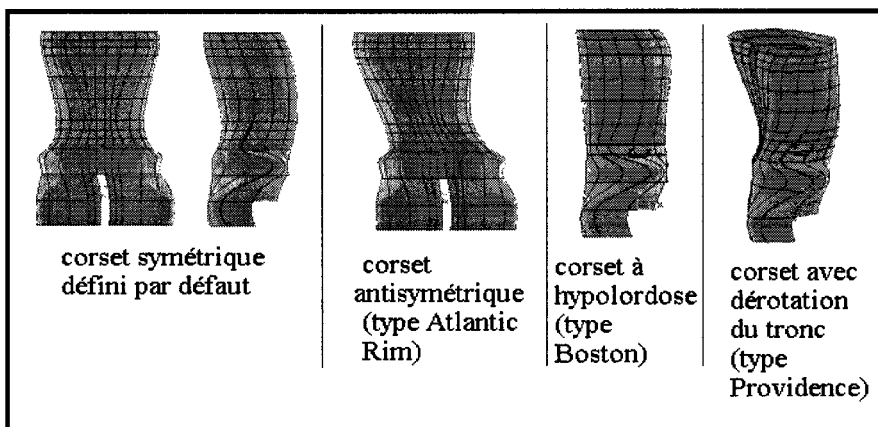 corset symétrique
défini par défaut
corset
antisymétrique
(type Atlantic
Rim)
corset à
hypolordose
(type
Boston)
corset avec
dérotation
du tronc
(type
Providence)